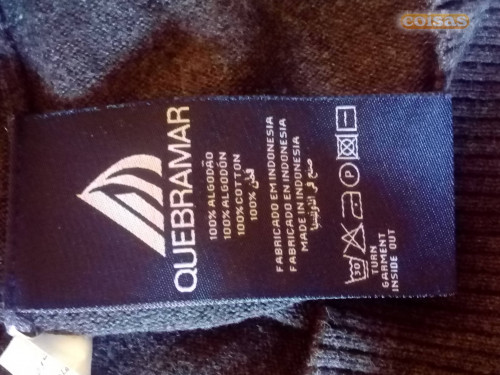 coisas
QUEBRAMAR
100% ALGODÃO
100% ALGODÓN
100% COTTON
100% القطن
FABRICADO EM INDONESIA
FABRICADO EN INDONESIA
MADE IN INDONESIA
صنع في اندونيسيا
30
P
TURN
GARMENT
INSIDE OUT